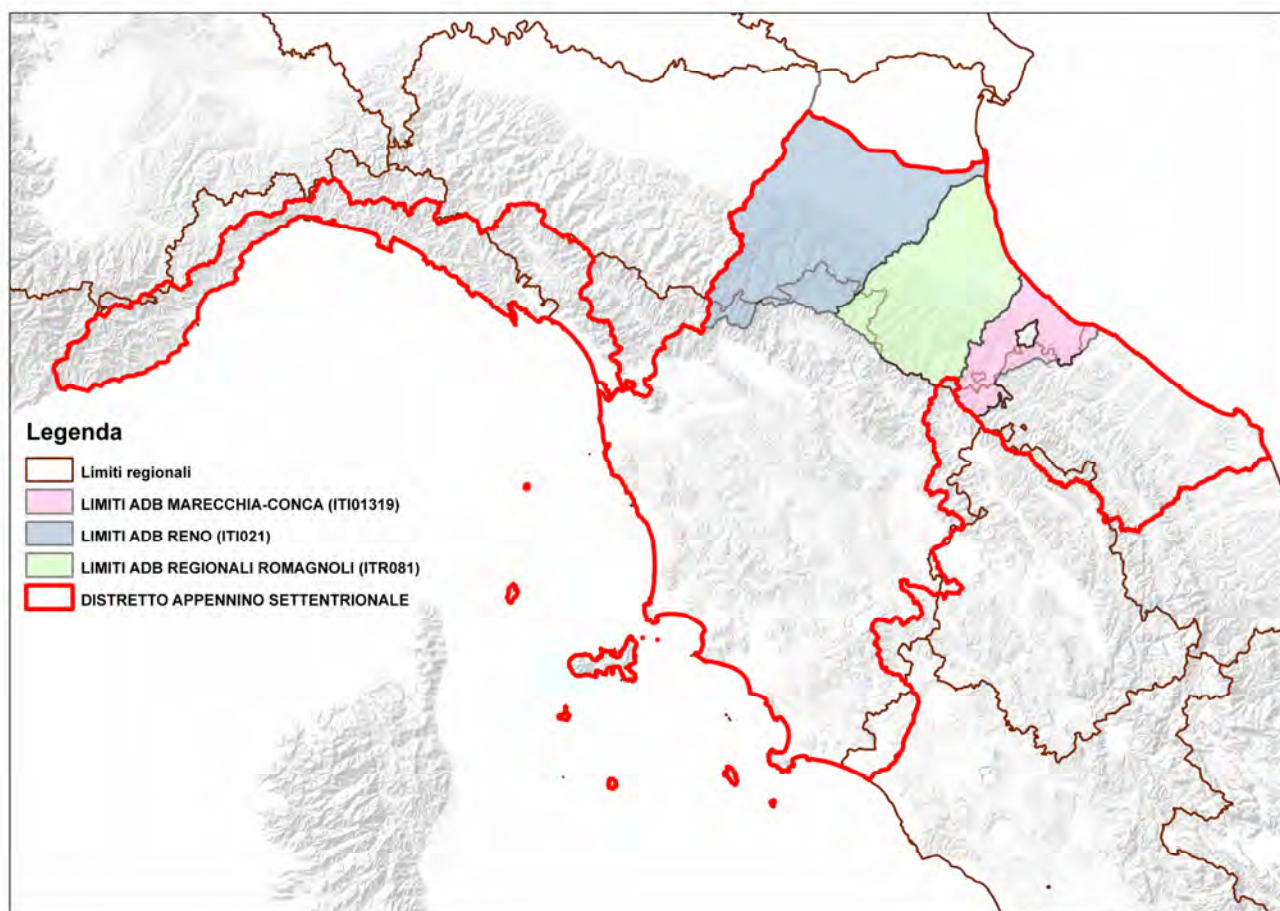 Legenda
Limiti regionali
LIMITI ADB MARECCHIA-CONCA (ITI01319)
LIMITI ADB RENO (ITI021)
LIMITI ADB REGIONALI ROMAGNOLI (ITR081)
DISTRETTO APPENNINO SETTENTRIONALE